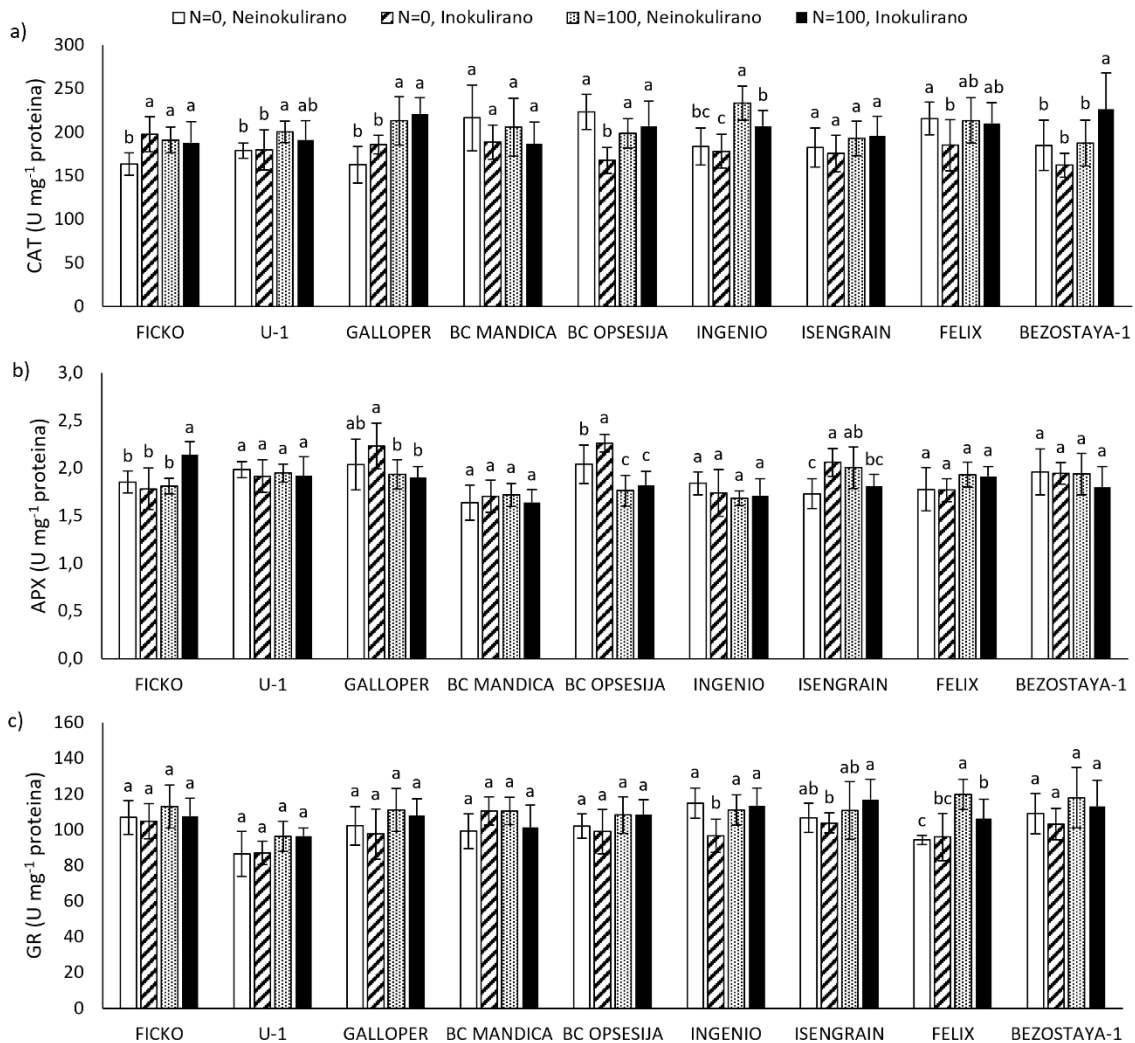 N=0, Neinokulirano N=0, Inokulirano N=100, Neinokulirano N=100, Inokulirano
a)
CAT (U mg⁻¹ proteina)
300
250
200
150
100
50
0
b a a a
b b a ab
b b a a
a a a a
a b a a
bc c a b
a a a a
a b ab ab
b b b a
FICKO U-1 GALLOPER BC MANDICA BC OPSESIJA INGENIO ISENGRAIN FELIX BEZOSTAYA-1
b)
APX (U mg⁻¹ proteina)
3,0
2,5
2,0
1,5
1,0
0,5
0,0
b b b a
a a a a
ab a b b
a a a a
b a c c
a a a a
c a ab bc
a a a a
a a a a
FICKO U-1 GALLOPER BC MANDICA BC OPSESIJA INGENIO ISENGRAIN FELIX BEZOSTAYA-1
c)
GR (U mg⁻¹ proteina)
160
140
120
100
80
60
40
20
0
a a a a
a a a a
a a a a
a a a a
a a a a
a b a a
ab b ab a
c bc a b
a a a a
FICKO U-1 GALLOPER BC MANDICA BC OPSESIJA INGENIO ISENGRAIN FELIX BEZOSTAYA-1